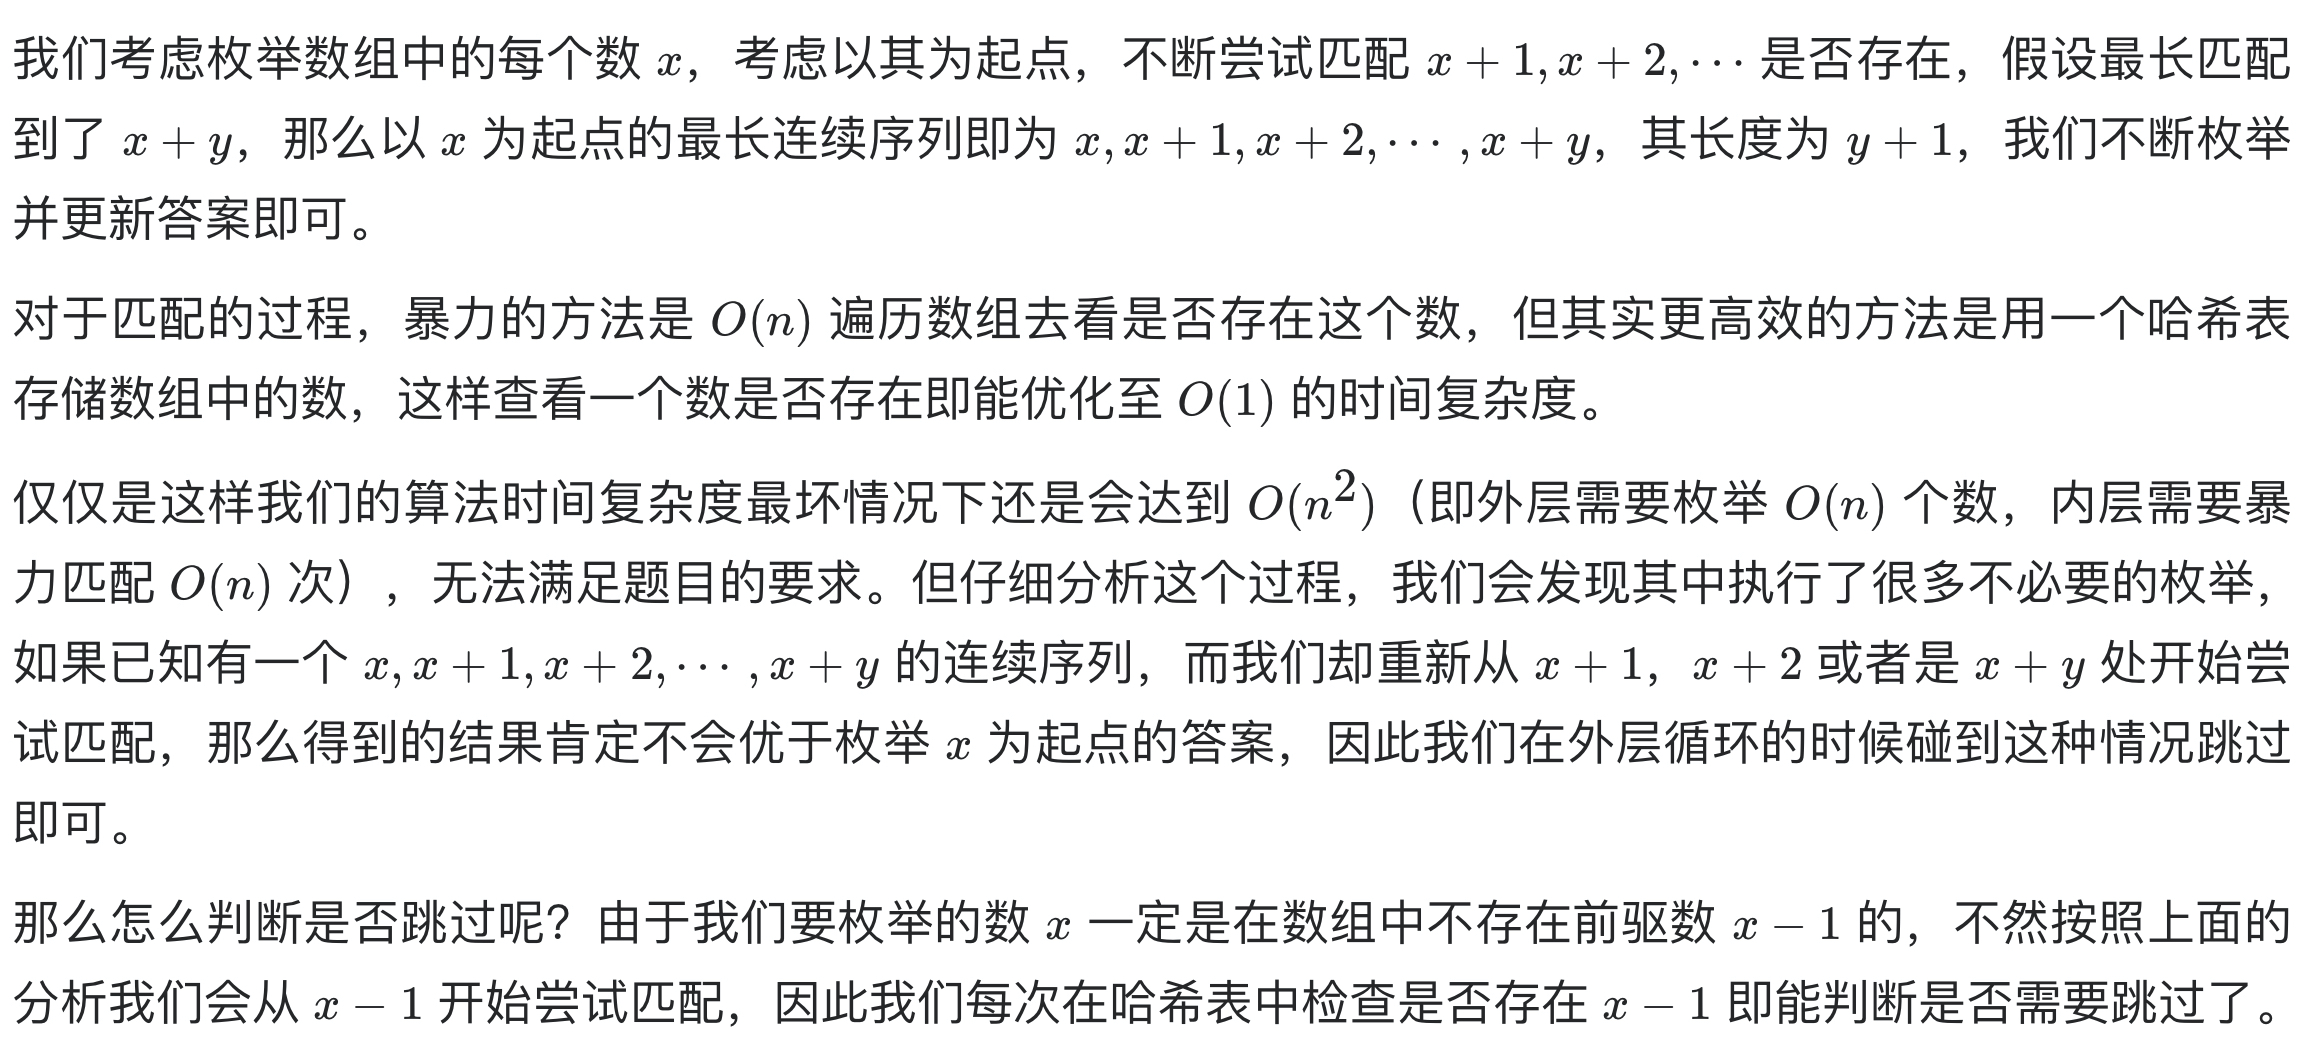 我们考虑枚举数组中的每个数 x，考虑以其为起点，不断尝试匹配 x + 1, x + 2, ⋯ 是否存在，假设最长匹配
到了 x + y，那么以 x 为起点的最长连续序列即为 x, x + 1, x + 2, ⋯ , x + y，其长度为 y + 1，我们不断枚举
并更新答案即可。
对于匹配的过程，暴力的方法是 O(n) 遍历数组去看是否存在这个数，但其实更高效的方法是用一个哈希表
存储数组中的数，这样查看一个数是否存在即能优化至 O(1) 的时间复杂度。
仅仅是这样我们的算法时间复杂度最坏情况下还是会达到 O(n²)（即外层需要枚举 O(n) 个数，内层需要暴
力匹配 O(n) 次），无法满足题目的要求。但仔细分析这个过程，我们会发现其中执行了很多不必要的枚举，
如果已知有一个 x, x + 1, x + 2, ⋯ , x + y 的连续序列，而我们却重新从 x + 1，x + 2 或者是 x + y 处开始尝
试匹配，那么得到的结果肯定不会优于枚举 x 为起点的答案，因此我们在外层循环的时候碰到这种情况跳过
即可。
那么怎么判断是否跳过呢？由于我们要枚举的数 x 一定是在数组中不存在前驱数 x − 1 的，不然按照上面的
分析我们会从 x − 1 开始尝试匹配，因此我们每次在哈希表中检查是否存在 x − 1 即能判断是否需要跳过了。